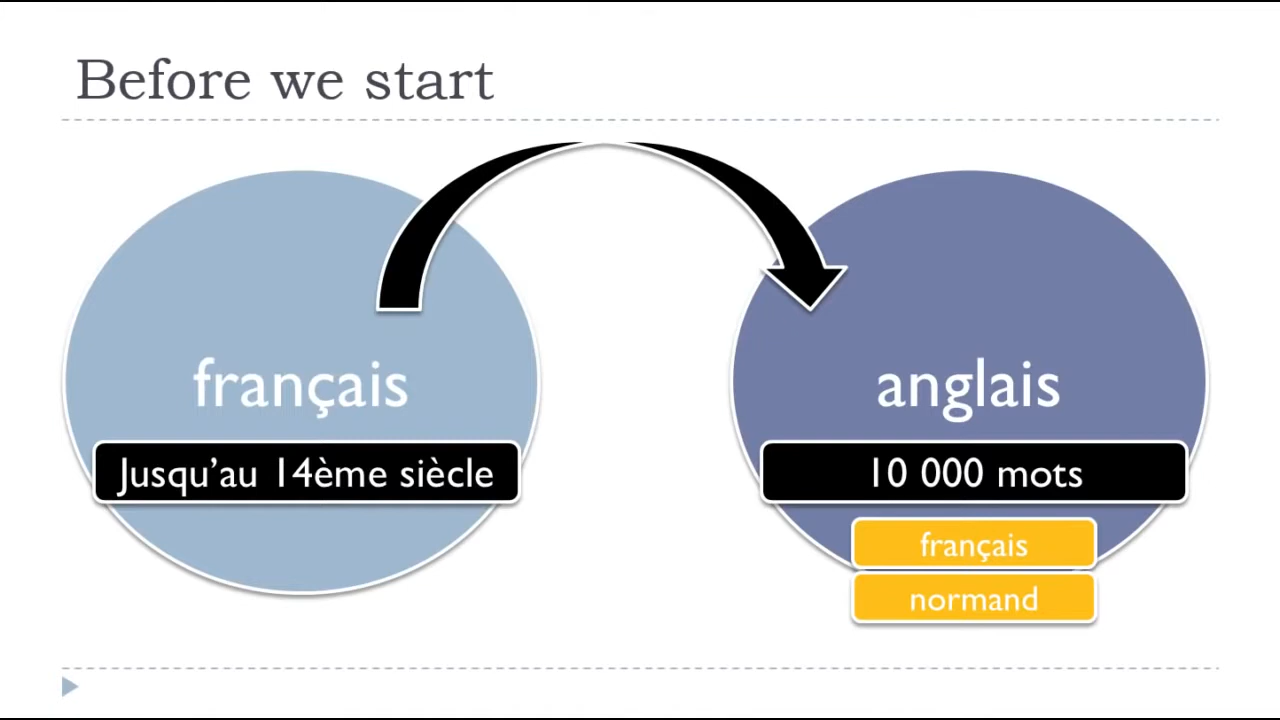 Before we start
français
Jusqu’au 14ème siècle
anglais
10 000 mots
français
normand